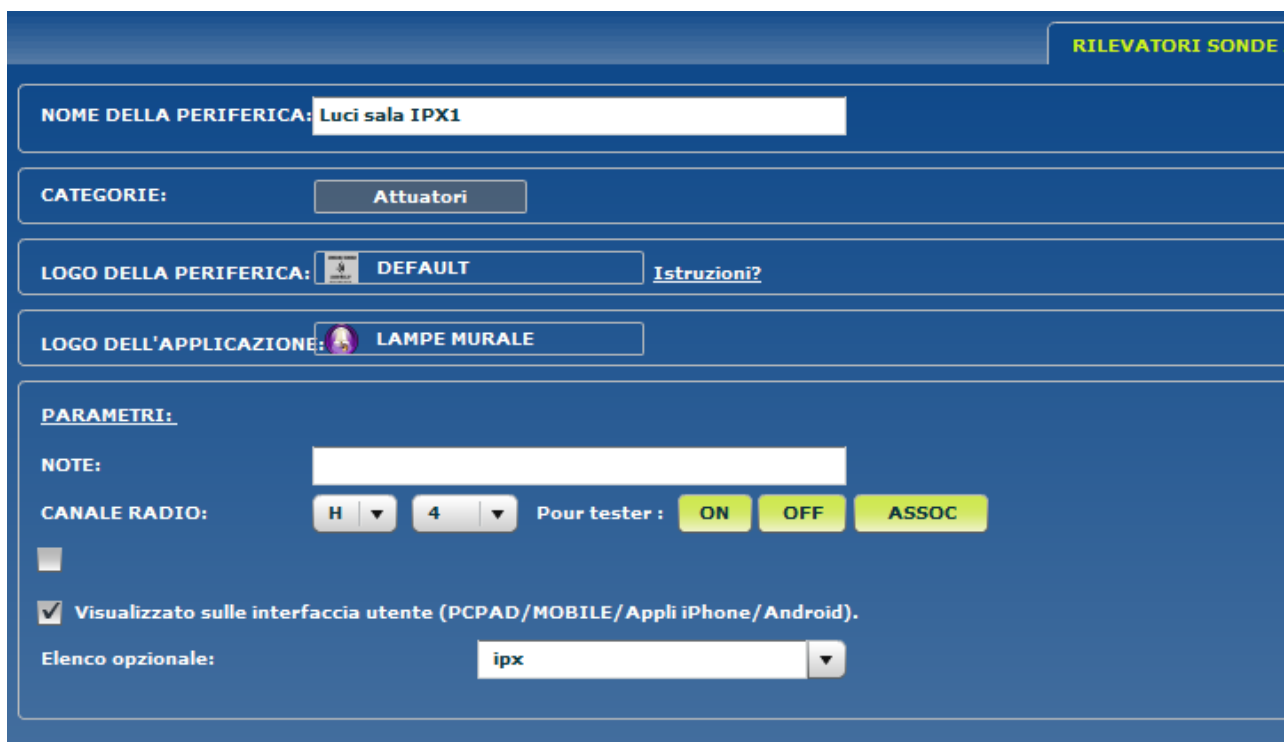 RILEVATORI SONDE
NOME DELLA PERIFERICA: Luci sala IPX1
CATEGORIE: Attuatori
LOGO DELLA PERIFERICA: DEFAULT Istruzioni?
LOGO DELL'APPLICAZIONE: LAMPE MURALE
PARAMETRI:
NOTE:
CANALE RADIO: H 4 Pour tester : ON OFF ASSOC
Visualizzato sulle interfaccia utente (PCPAD/MOBILE/Appli iPhone/Android).
Elenco opzionale: ipx